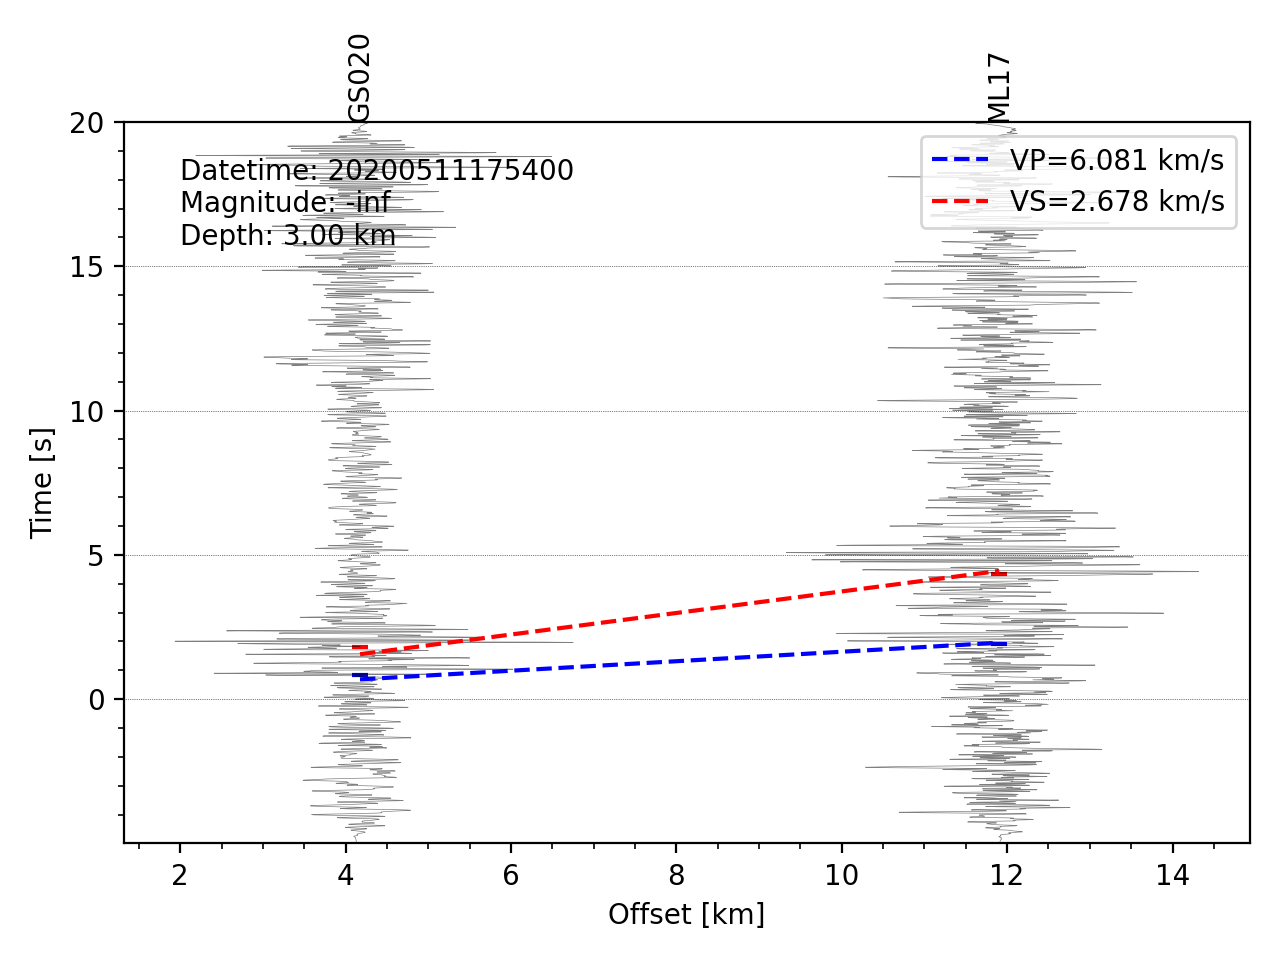 GS020
ML17
Datetime: 20200511175400
Magnitude: -inf
Depth: 3.00 km
VP=6.081 km/s
VS=2.678 km/s
20
15
10
5
0
Time [s]
2 4 6 8 10 12 14
Offset [km]